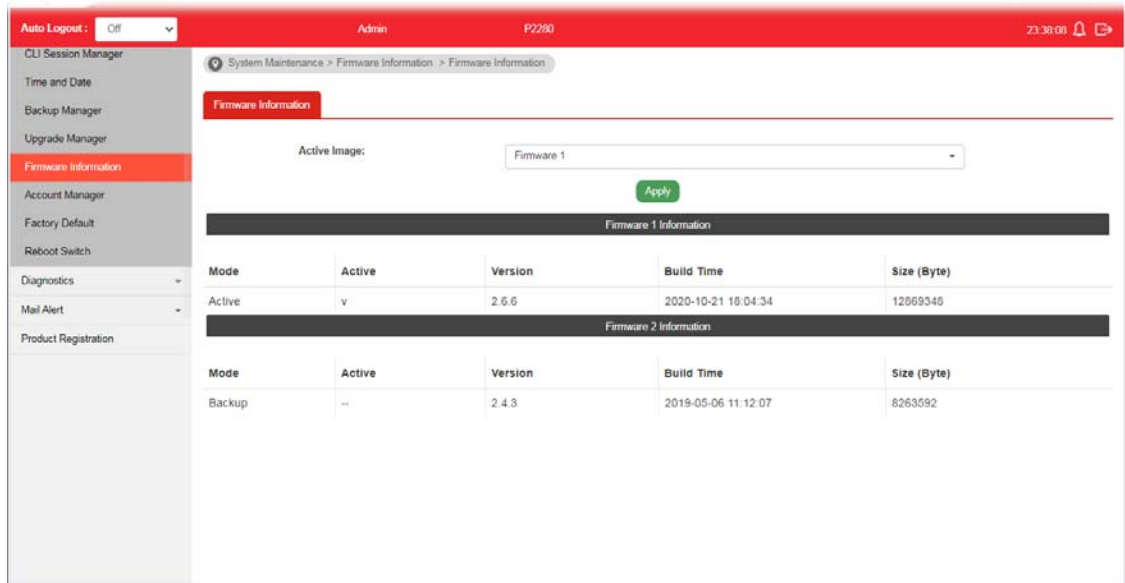 Auto Logout : Off Admin P2280 23:38:08
CLI Session Manager
Time and Date
Backup Manager
Upgrade Manager
Firmware Information
Account Manager
Factory Default
Reboot Switch
Diagnostics
Mail Alert
Product Registration
System Maintenance > Firmware Information > Firmware Information
Firmware Information
Active Image: Firmware 1
Apply
Firmware 1 Information
Mode Active Version Build Time Size (Byte)
Active v 2.6.6 2020-10-21 18:04:34 12869348
Firmware 2 Information
Mode Active Version Build Time Size (Byte)
Backup -- 2.4.3 2019-05-06 11:12:07 8263592